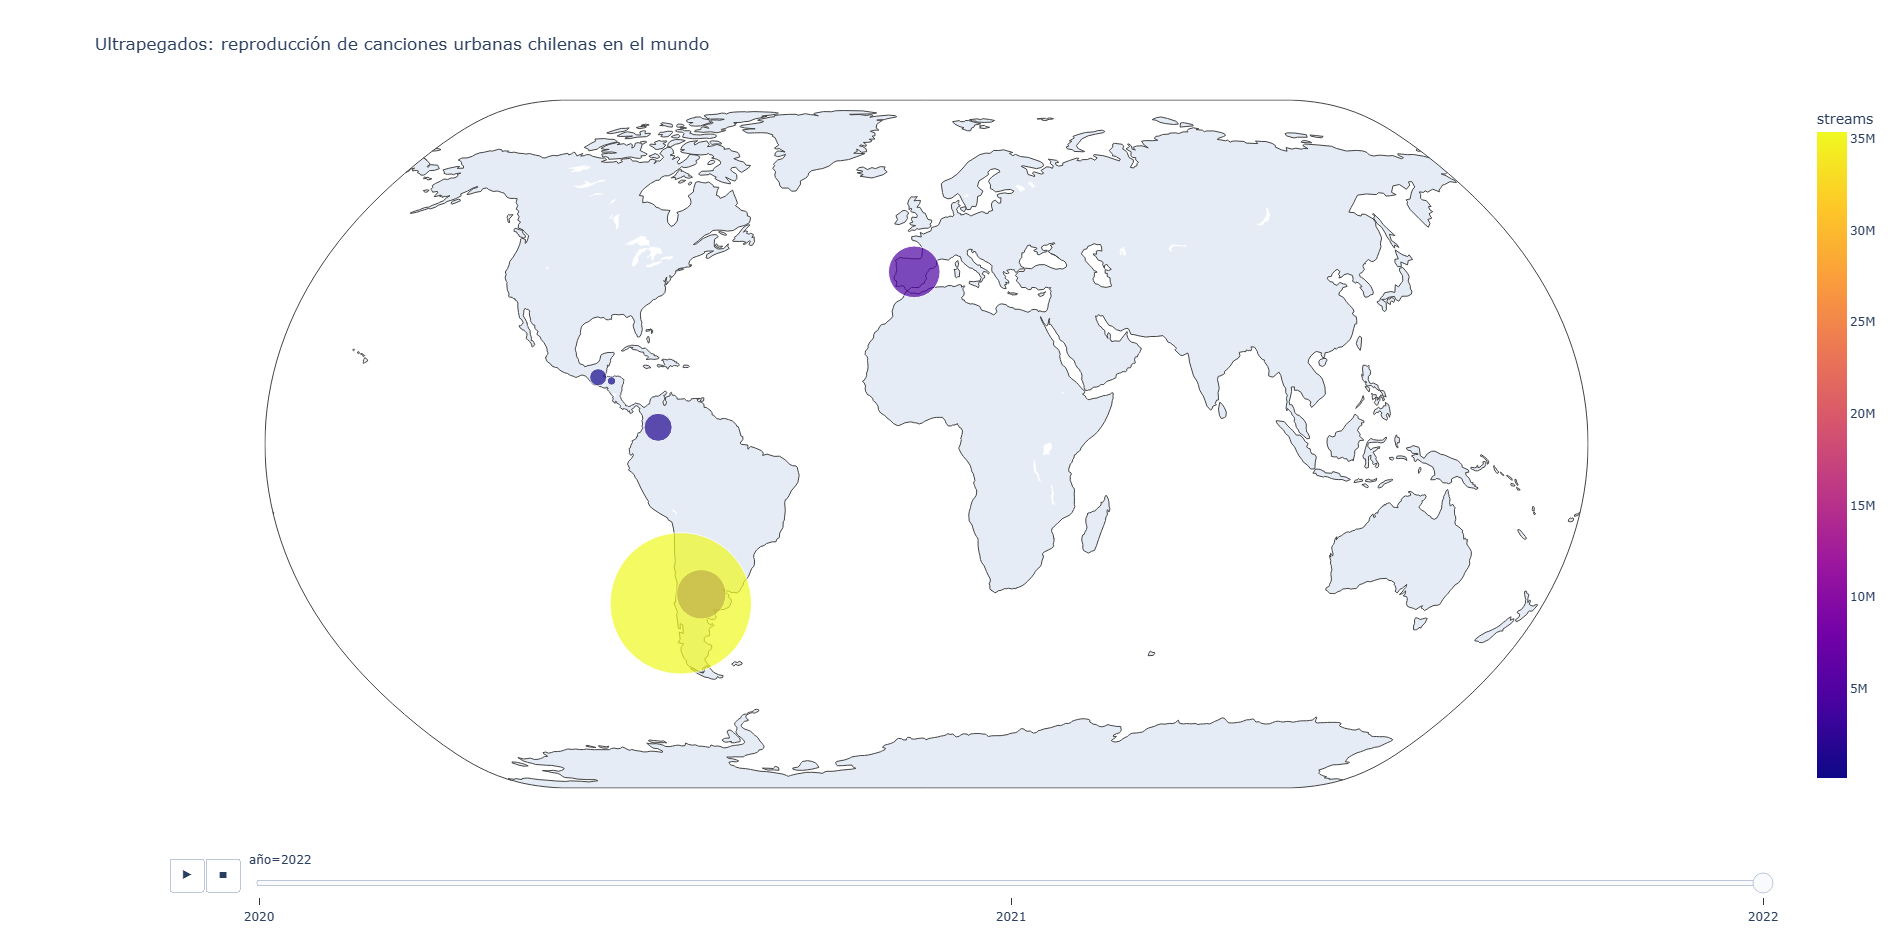 Ultrapegados: reproducción de canciones urbanas chilenas en el mundo
streams
35M
30M
25M
20M
15M
10M
5M
año=2022
2020
2021
2022